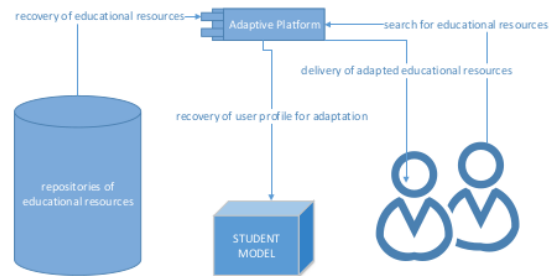 recovery of educational resources
Adaptive Platform
search for educational resources
delivery of adapted educational resources
recovery of user profile for adaptation
repositories of
educational resources
STUDENT
MODEL